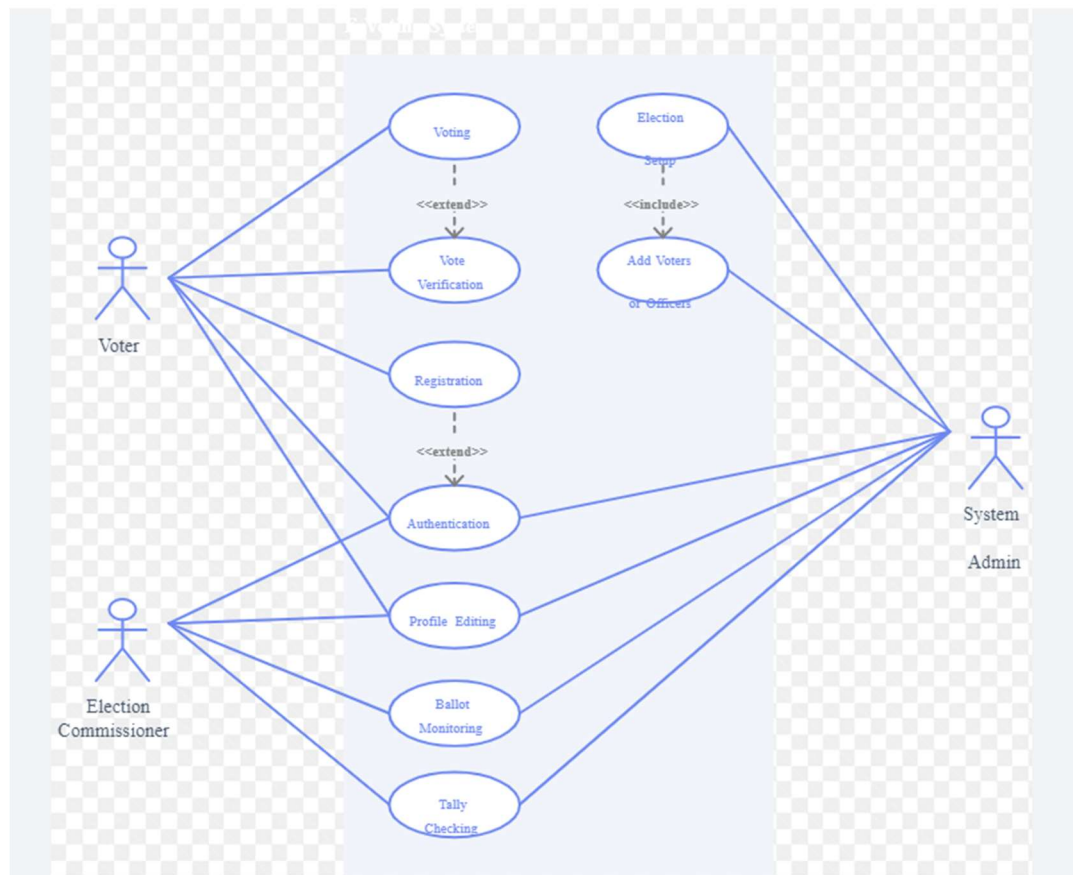 Voting
Election
Setup
<<extend>>
<<include>>
Vote
Verification
Add Voters
or Officers
Registration
Voter
<<extend>>
Authentication
System
Admin
Profile Editing
Election
Commissioner
Ballot
Monitoring
Tally
Checking